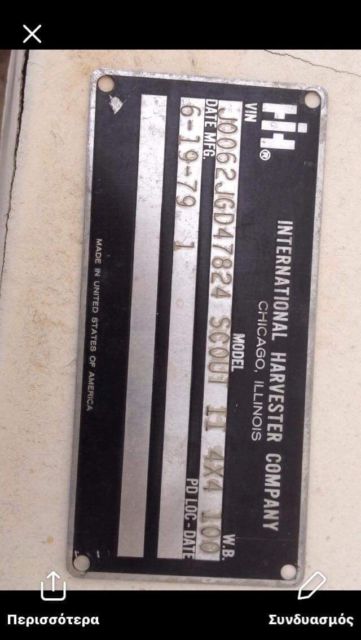 IH®
INTERNATIONAL HARVESTER COMPANY
CHICAGO, ILLINOIS
VIN MODEL W.B.
J0062JGD47824 SCOUT II 4X4 100
DATE MFG. PD LOC-DATE
6-19-79 1
MADE IN UNITED STATES OF AMERICA
Περισσότερα Συνδυασμός